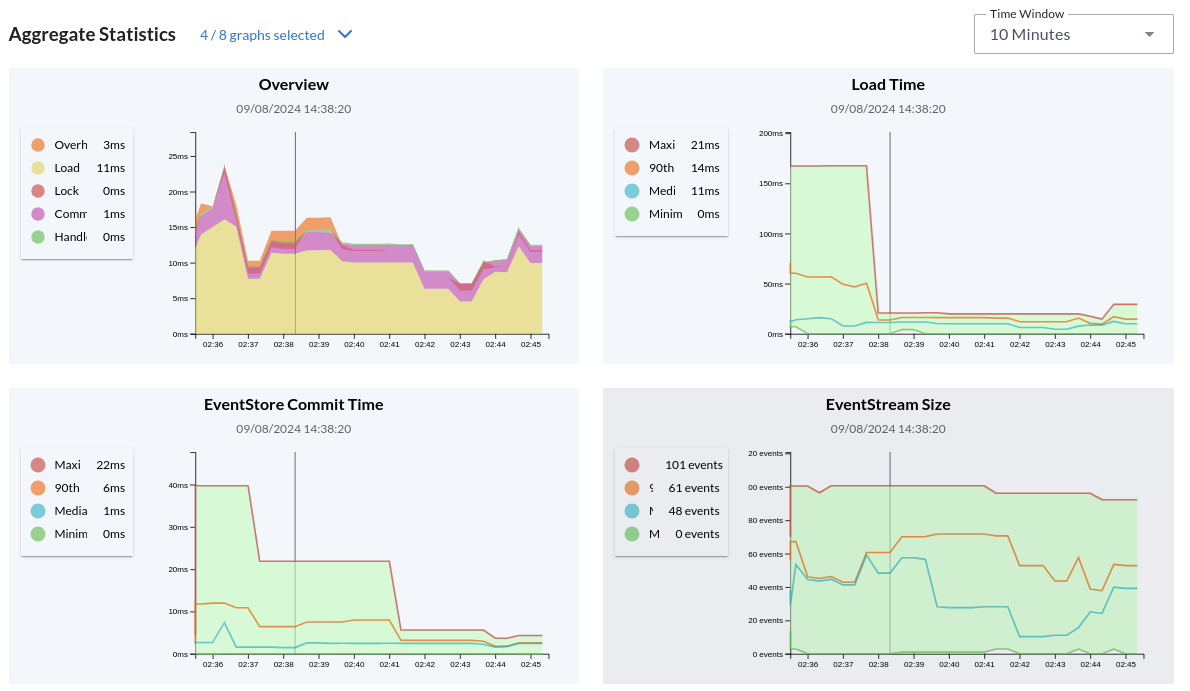 Aggregate Statistics 4 / 8 graphs selected
Time Window
10 Minutes
Overview
09/08/2024 14:38:20
Overh 3ms
Load 11ms
Lock 0ms
Comm 1ms
Handl 0ms
25ms
20ms
15ms
10ms
5ms
0ms
02:36 02:37 02:38 02:39 02:40 02:41 02:42 02:43 02:44 02:45
Load Time
09/08/2024 14:38:20
Maxi 21ms
90th 14ms
Medi 11ms
Minim 0ms
200ms
150ms
100ms
50ms
0ms
02:36 02:37 02:38 02:39 02:40 02:41 02:42 02:43 02:44 02:45
EventStore Commit Time
09/08/2024 14:38:20
Maxi 22ms
90th 6ms
Media 1ms
Minim 0ms
40ms
30ms
20ms
10ms
0ms
02:36 02:37 02:38 02:39 02:40 02:41 02:42 02:43 02:44 02:45
EventStream Size
09/08/2024 14:38:20
101 events
61 events
48 events
M 0 events
20 events
00 events
80 events
60 events
40 events
20 events
0 events
02:36 02:37 02:38 02:39 02:40 02:41 02:42 02:43 02:44 02:45